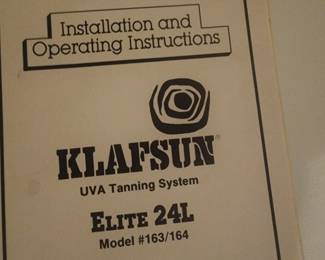 Installation and
Operating Instructions
KLAFSUN®
UVA Tanning System
ELITE 24L
Model #163/164